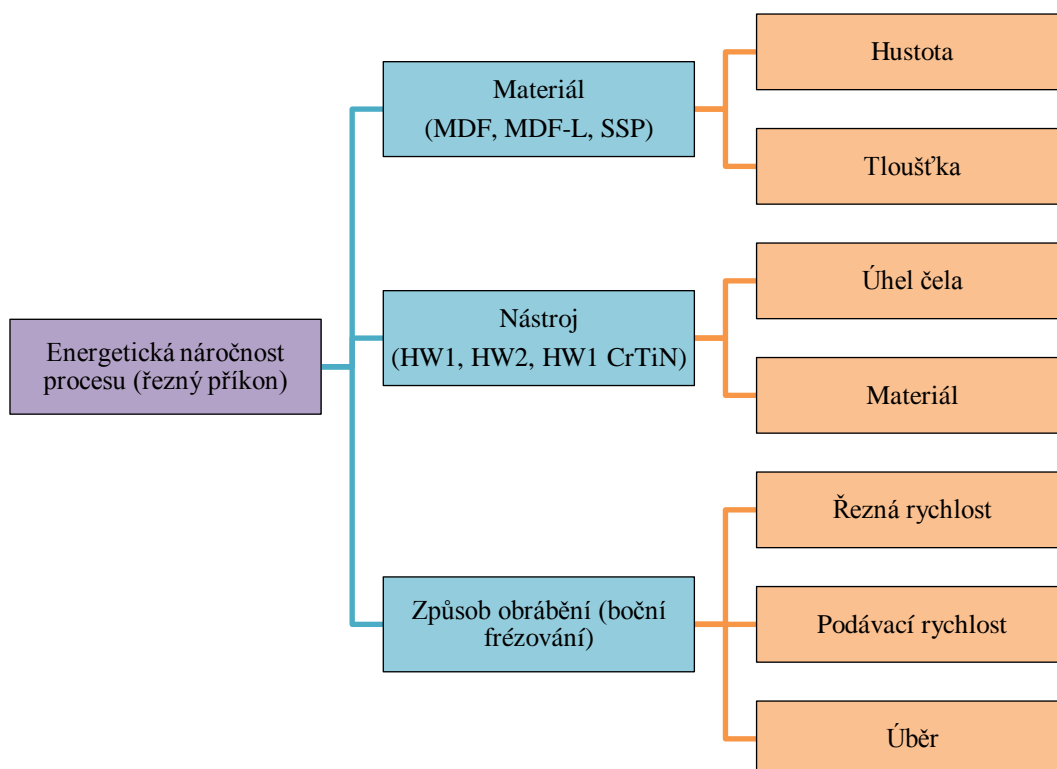 Energetická náročnost
procesu (řezný příkon)
Materiál
(MDF, MDF-L, SSP)
Hustota
Tloušťka
Nástroj
(HW1, HW2, HW1 CrTiN)
Úhel čela
Materiál
Způsob obrábění (boční
frézování)
Řezná rychlost
Podávací rychlost
Úběr